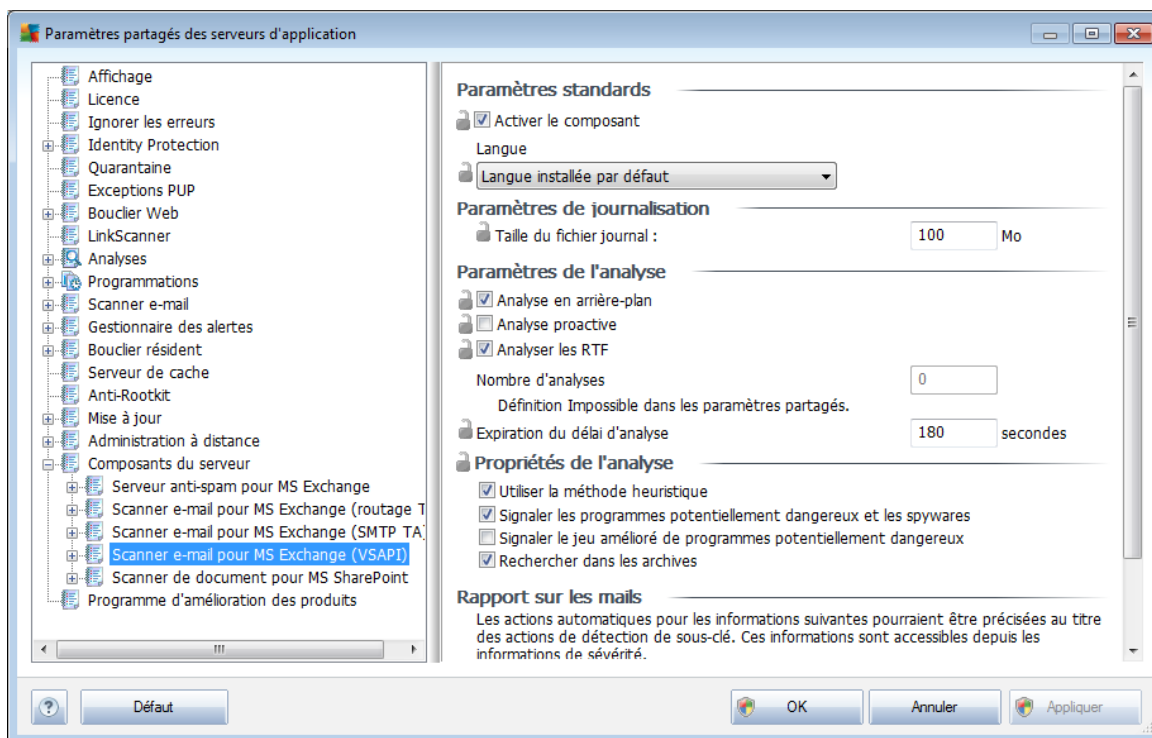 Paramètres partagés des serveurs d'application
Affichage
Licence
Ignorer les erreurs
Identity Protection
Quarantaine
Exceptions PUP
Bouclier Web
LinkScanner
Analyses
Programmations
Scanner e-mail
Gestionnaire des alertes
Bouclier résident
Serveur de cache
Anti-Rootkit
Mise à jour
Administration à distance
Composants du serveur
Serveur anti-spam pour MS Exchange
Scanner e-mail pour MS Exchange (routage T
Scanner e-mail pour MS Exchange (SMTP TA)
Scanner e-mail pour MS Exchange (VSAPI)
Scanner de document pour MS SharePoint
Programme d'amélioration des produits
Paramètres standards
Activer le composant
Langue
Langue installée par défaut
Paramètres de journalisation
Taille du fichier journal : 100 Mo
Paramètres de l'analyse
Analyse en arrière-plan
Analyse proactive
Analyser les RTF
Nombre d'analyses 0
Définition Impossible dans les paramètres partagés.
Expiration du délai d'analyse 180 secondes
Propriétés de l'analyse
Utiliser la méthode heuristique
Signaler les programmes potentiellement dangereux et les spywares
Signaler le jeu amélioré de programmes potentiellement dangereux
Rechercher dans les archives
Rapport sur les mails
Les actions automatiques pour les informations suivantes pourraient être précisées au titre
des actions de détection de sous-clé. Ces informations sont accessibles depuis les
informations de sévérité.
? Défaut OK Annuler Appliquer